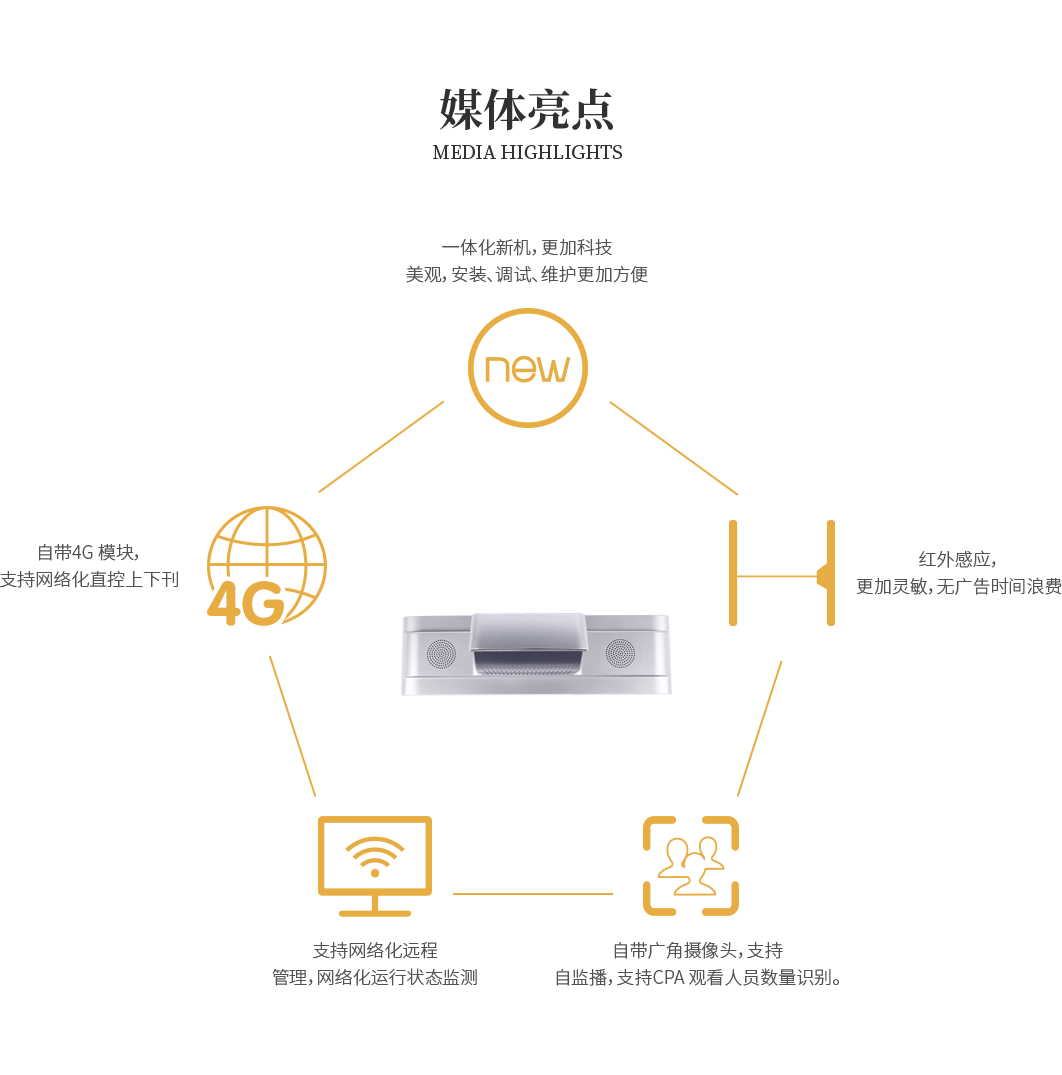 媒体亮点
MEDIA HIGHLIGHTS
一体化新机，更加科技
美观，安装、调试、维护更加方便
new
自带4G 模块，
支持网络化直控上下刊
4G
红外感应，
更加灵敏，无广告时间浪费
支持网络化远程
管理，网络化运行状态监测
自带广角摄像头，支持
自监播，支持CPA 观看人员数量识别。